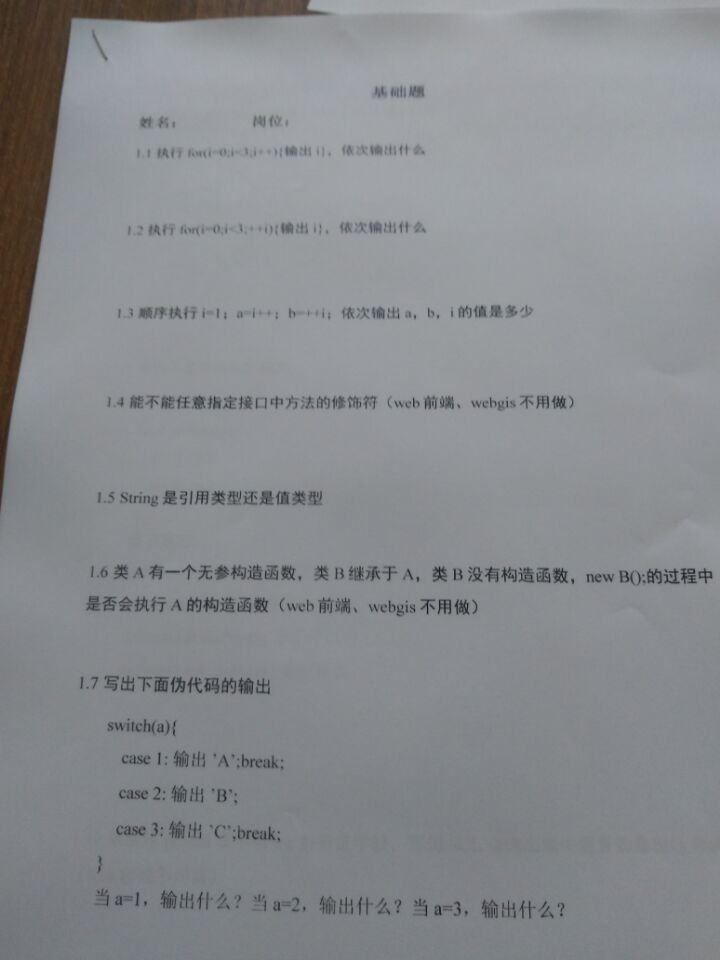 基础题
姓名： 岗位：
1.1 执行 for(i=0;i<3;i++){输出 i}，依次输出什么
1.2 执行 for(i=0;i<3;++i){输出 i}，依次输出什么
1.3 顺序执行 i=1；a=i++；b=++i；依次输出 a，b，i 的值是多少
1.4 能不能任意指定接口中方法的修饰符（web 前端、webgis 不用做）
1.5 String 是引用类型还是值类型
1.6 类 A 有一个无参构造函数，类 B 继承于 A，类 B 没有构造函数，new B();的过程中
是否会执行 A 的构造函数（web 前端、webgis 不用做）
1.7 写出下面伪代码的输出
switch(a){
case 1: 输出 ’A’;break;
case 2: 输出 ’B’;
case 3: 输出 ‘C’;break;
}
当 a=1，输出什么？当 a=2，输出什么？当 a=3，输出什么？